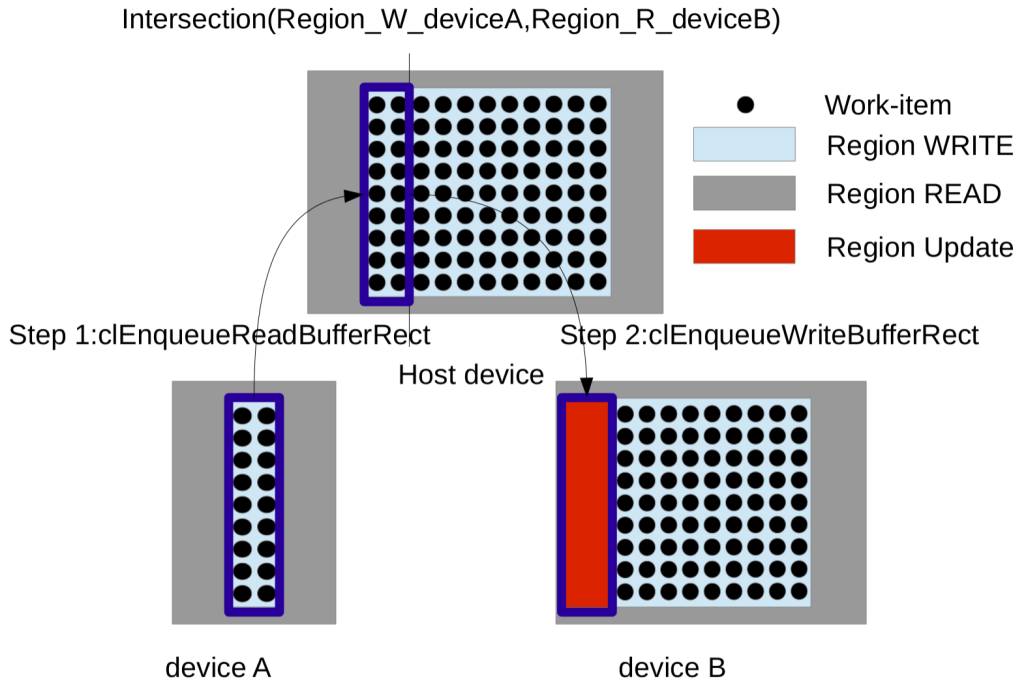 Intersection(Region_W_deviceA,Region_R_deviceB)
Work-item
Region WRITE
Region READ
Region Update
Step 1:clEnqueueReadBufferRect
Step 2:clEnqueueWriteBufferRect
Host device
device A
device B